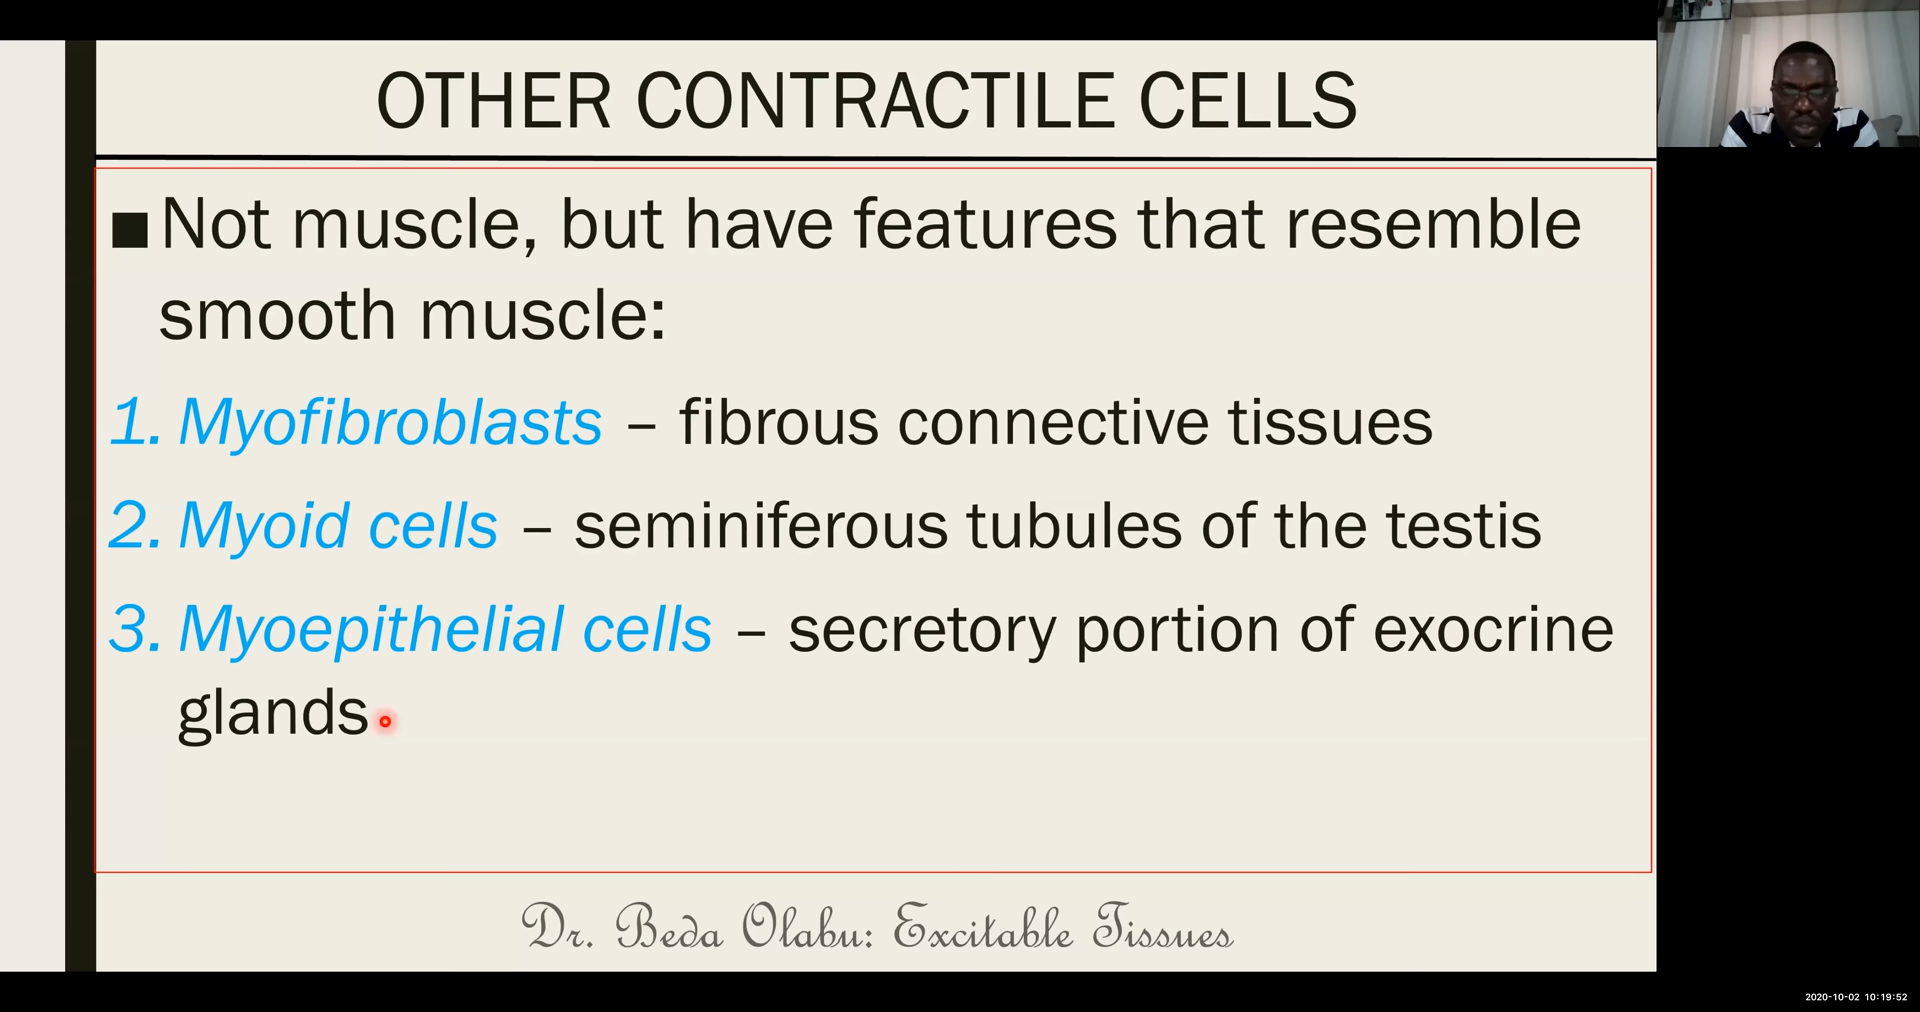 OTHER CONTRACTILE CELLS
■ Not muscle, but have features that resemble
smooth muscle:
1. Myofibroblasts – fibrous connective tissues
2. Myoid cells – seminiferous tubules of the testis
3. Myoepithelial cells – secretory portion of exocrine
glands
Dr. Beda Olabu: Excitable Tissues
2020-10-02 10:19:52